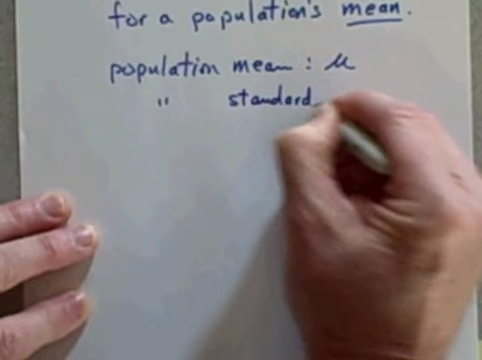 for a population's mean.
population mean : μ
" standard